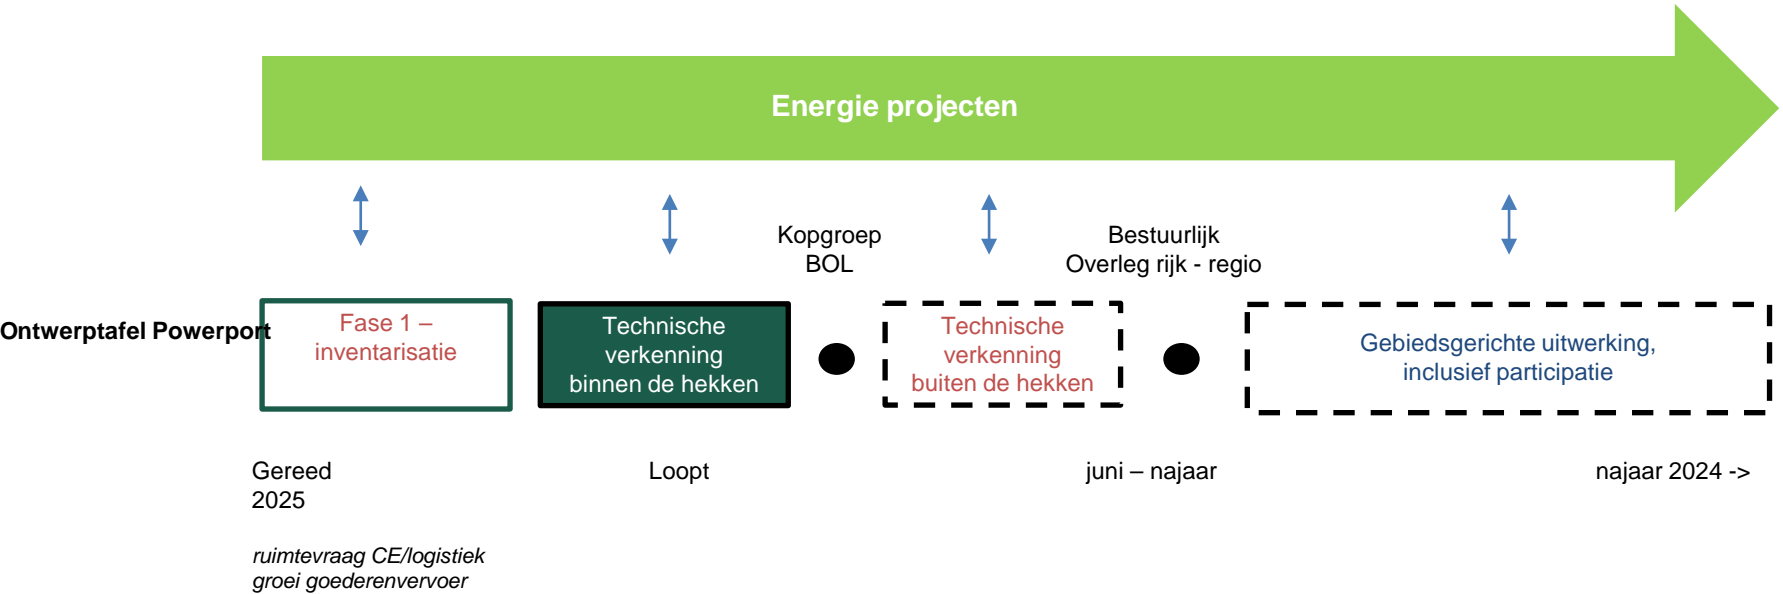 Energie projecten
Kopgroep
BOL
Bestuurlijk
Overleg rijk - regio
Ontwerptafel Powerport
Fase 1 –
inventarisatie
Technische
verkenning
binnen de hekken
Technische
verkenning
buiten de hekken
Gebiedsgerichte uitwerking,
inclusief participatie
Gereed
2025
Loopt
juni – najaar
najaar 2024 ->
ruimtevraag CE/logistiek
groei goederenvervoer